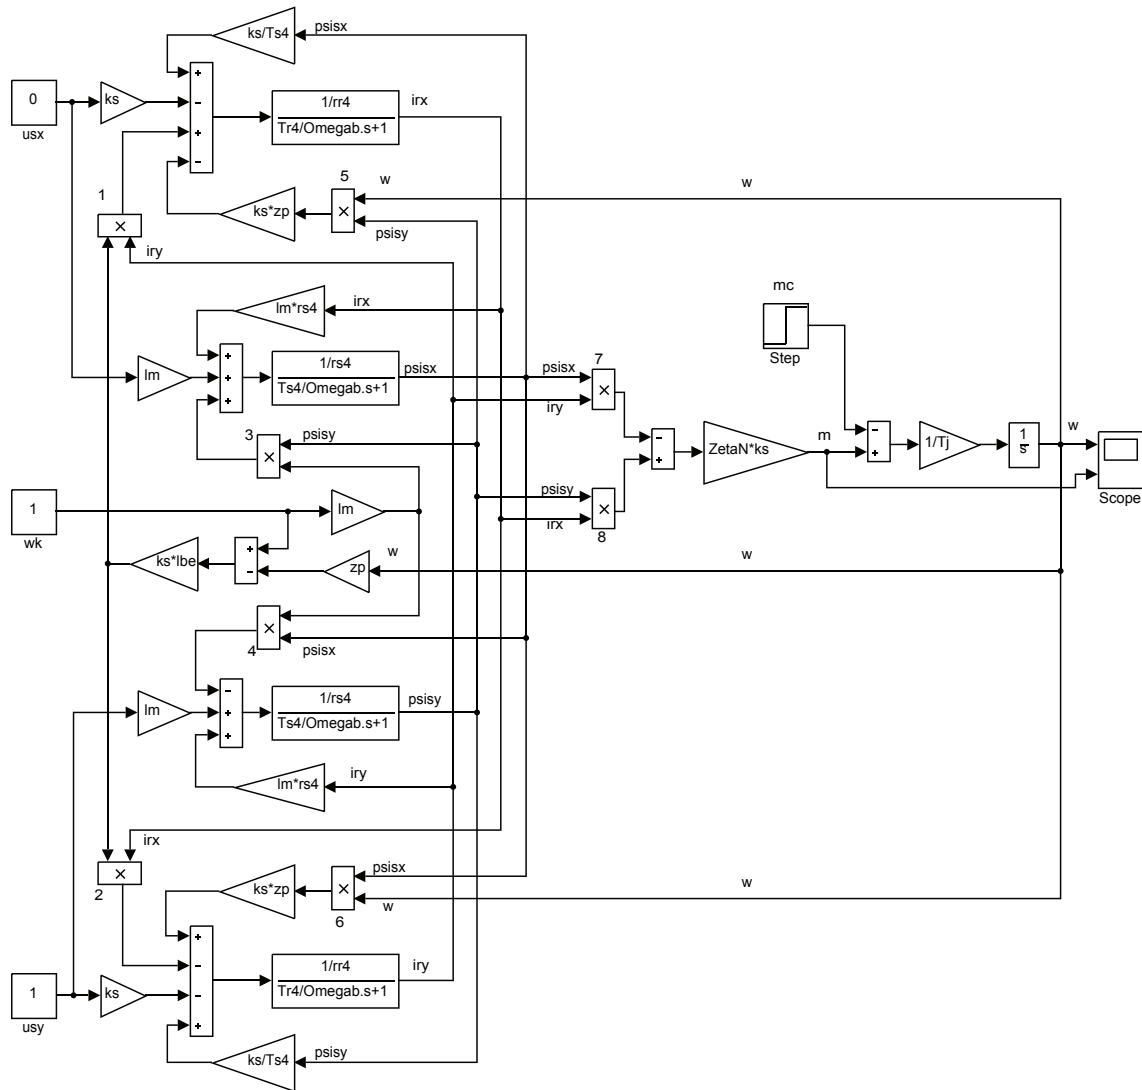 ks/Ts4 psisx
0 ks 1/rr4 irx
usx Tr4/Omegab.s+1
5 w w
1 ks*zp ×
× psisy
iry
mc
lm*rs4 irx
7
lm 1/rs4 psisx psisx × Step
Ts4/Omegab.s+1 iry
3 psisy ZetaN*ks m 1/Tj 1 w
× s
psisy × Scope
1 lm irx 8
wk
ks*lbe zp w w
×
4 psisx
lm 1/rs4 psisy
Ts4/Omegab.s+1
lm*rs4 iry
irx
× psisx
2 ks*zp × w
w 6
1 ks 1/rr4 iry
usy Tr4/Omegab.s+1
ks/Ts4 psisy